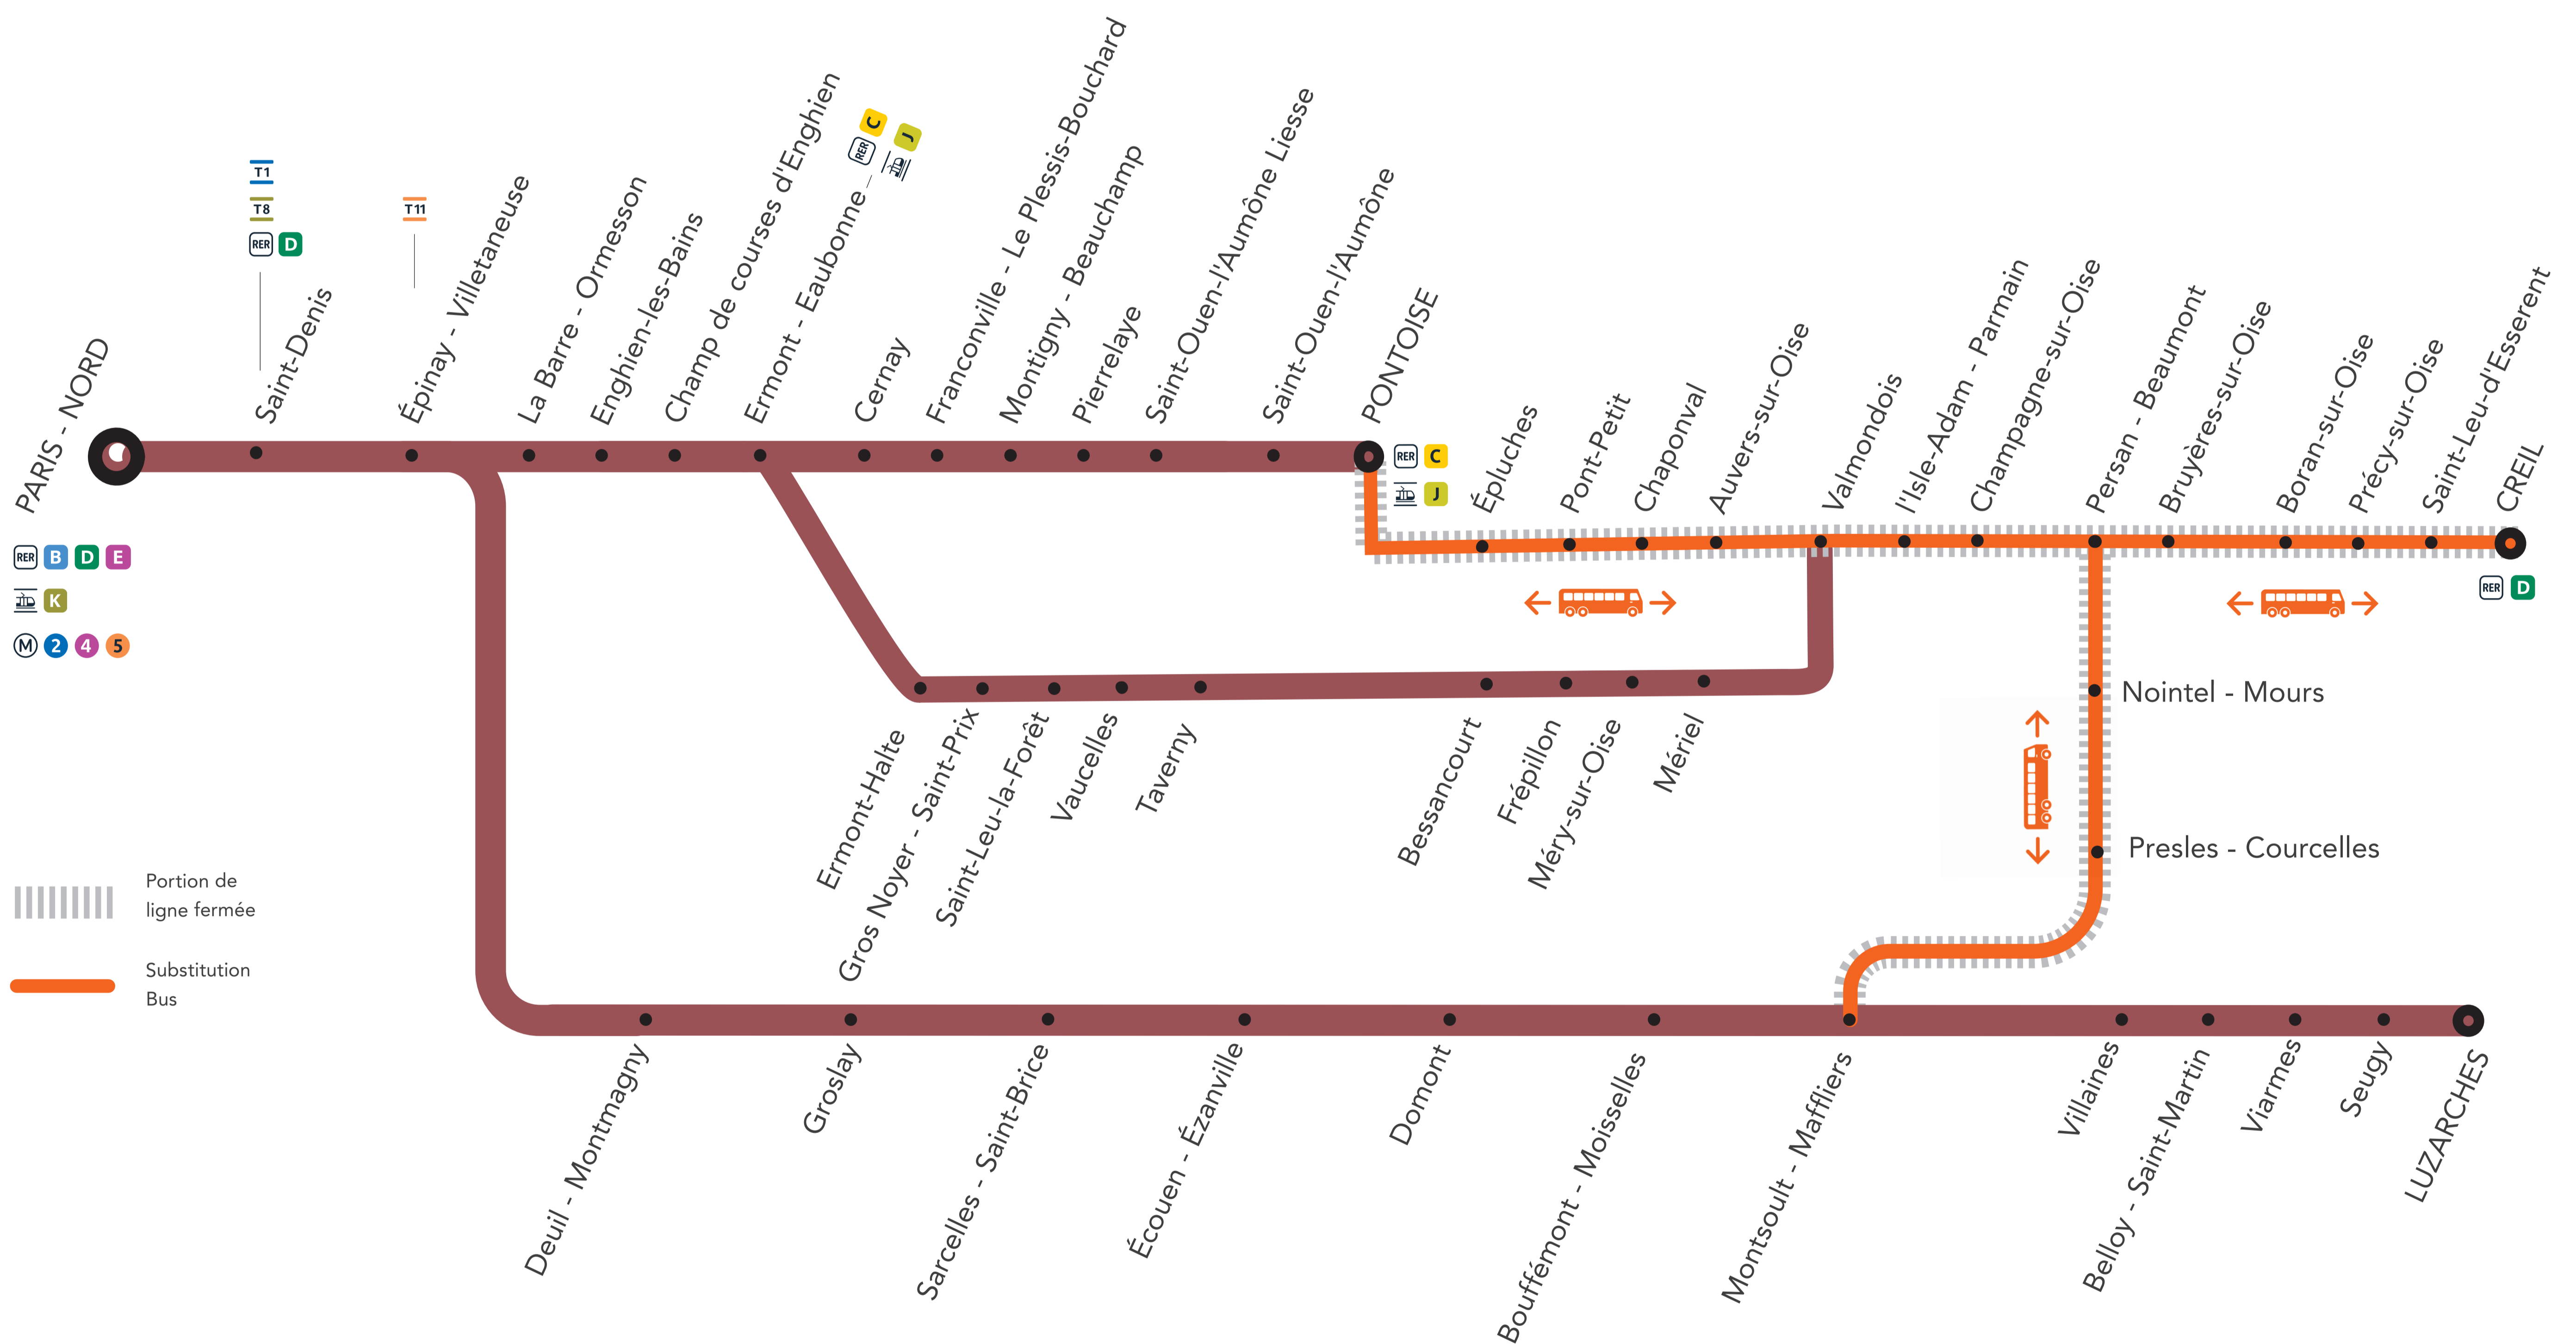 T1
T8
RER D
T11
RER C
J
PARIS - NORD
Saint-Denis
Épinay - Villetaneuse
La Barre - Ormesson
Enghien-les-Bains
Champ de courses d'Enghien
Ermont - Eaubonne
Cernay
Franconville - Le Plessis-Bouchard
Montigny - Beauchamp
Pierrelaye
Saint-Ouen-l'Aumône Liesse
Saint-Ouen-l'Aumône
PONTOISE
RER C
J
Épluches
Pont-Petit
Chaponval
Auvers-sur-Oise
Valmondois
l'Isle-Adam - Parmain
Champagne-sur-Oise
Persan - Beaumont
Bruyères-sur-Oise
Boran-sur-Oise
Précy-sur-Oise
Saint-Leu-d'Esserent
CREIL
RER D
RER B D E
K
M 2 4 5
Nointel - Mours
Presles - Courcelles
Ermont-Halte
Gros Noyer - Saint-Prix
Saint-Leu-la-Forêt
Vaucelles
Taverny
Bessancourt
Frépillon
Méry-sur-Oise
Mériel
Portion de
ligne fermée
Substitution
Bus
Deuil - Montmagny
Groslay
Sarcelles - Saint-Brice
Écouen - Ézanville
Domont
Bouffémont - Moisselles
Montsoult - Maffliers
Villaines
Belloy - Saint-Martin
Viarmes
Seugy
LUZARCHES